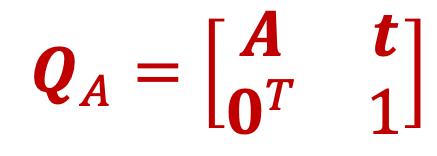 Q_A = [A t
0^T 1]